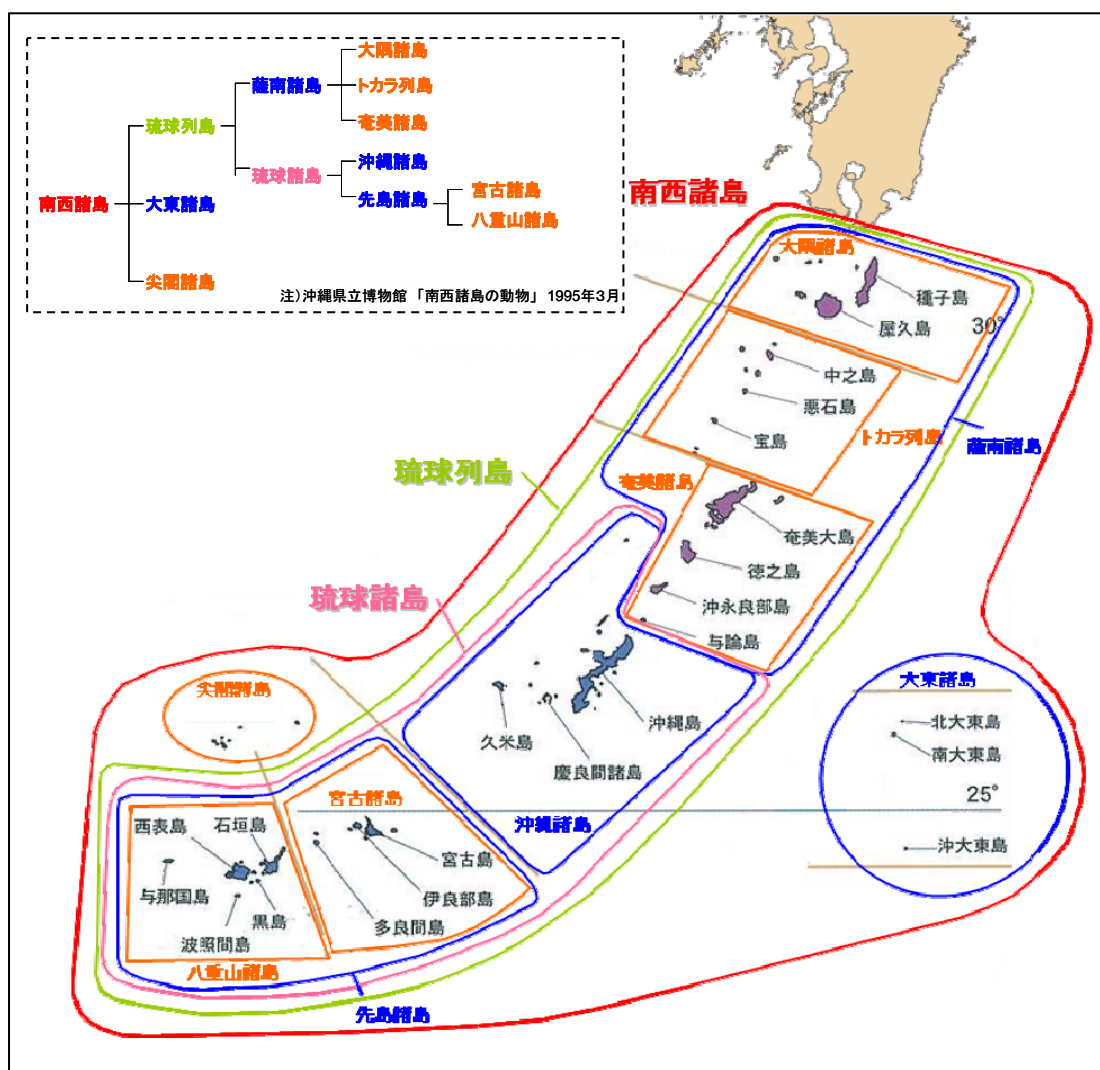 大隅諸島
薩南諸島
トカラ列島
琉球列島
奄美諸島
琉球諸島
沖縄諸島
南西諸島
大東諸島
先島諸島
宮古諸島
八重山諸島
尖閣諸島
注）沖縄県立博物館 「南西諸島の動物」 1995年3月
南西諸島
大隅諸島
種子島
屋久島
30°
中之島
悪石島
宝島
トカラ列島
薩南諸島
琉球列島
奄美諸島
奄美大島
徳之島
沖永良部島
与論島
琉球諸島
尖閣諸島
大東諸島
北大東島
南大東島
25°
沖大東島
沖縄島
久米島
慶良間諸島
沖縄諸島
宮古諸島
宮古島
伊良部島
多良間島
西表島
石垣島
与那国島
黒島
波照間島
八重山諸島
先島諸島